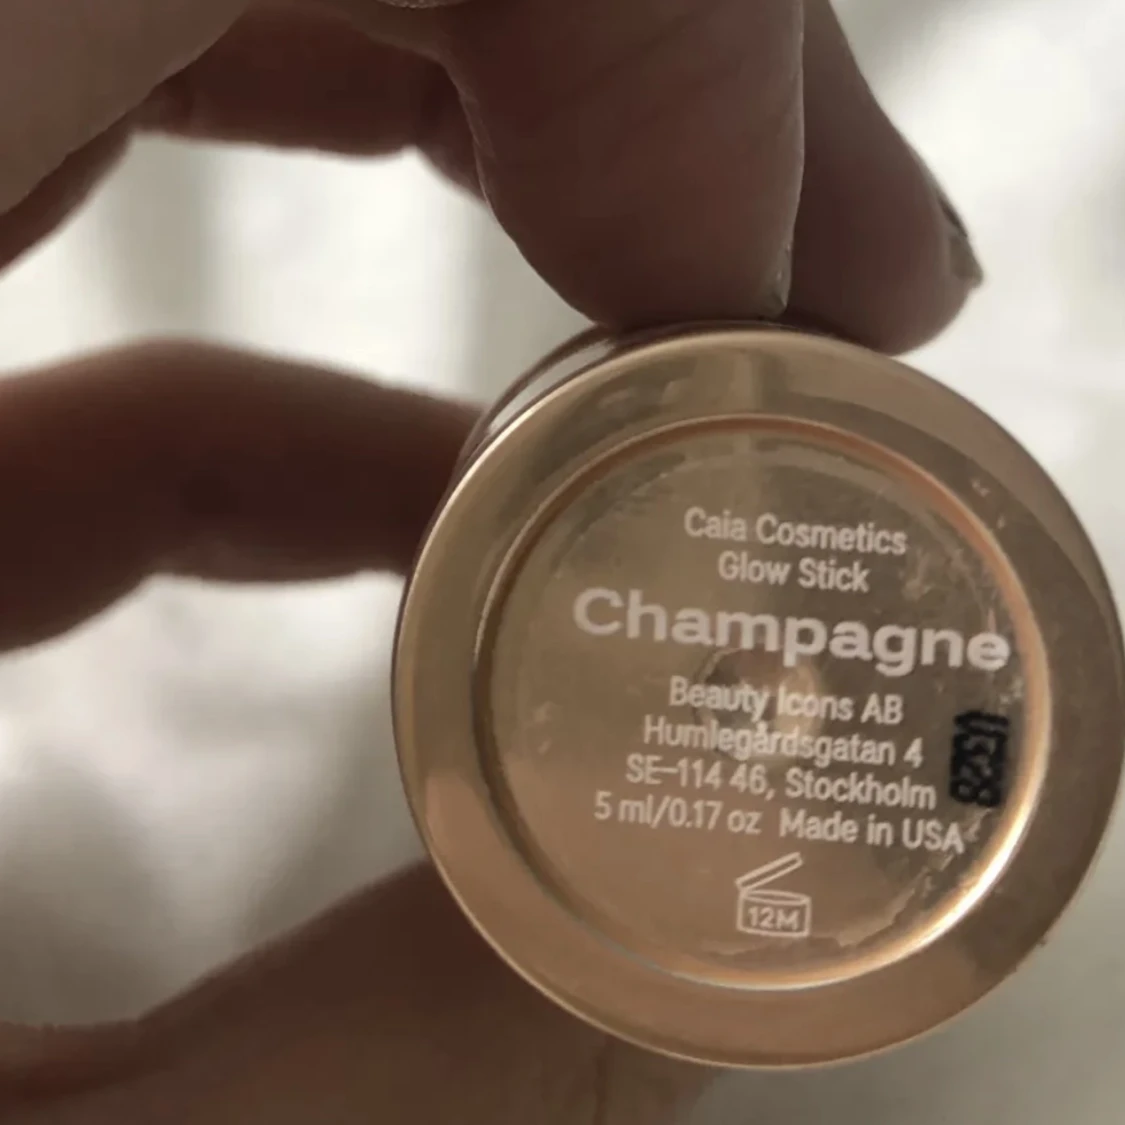 Caia Cosmetics
Glow Stick
Champagne
Beauty Icons AB
Humlegårdsgatan 4
SE-114 46, Stockholm
5 ml/0.17 oz Made in USA
12M